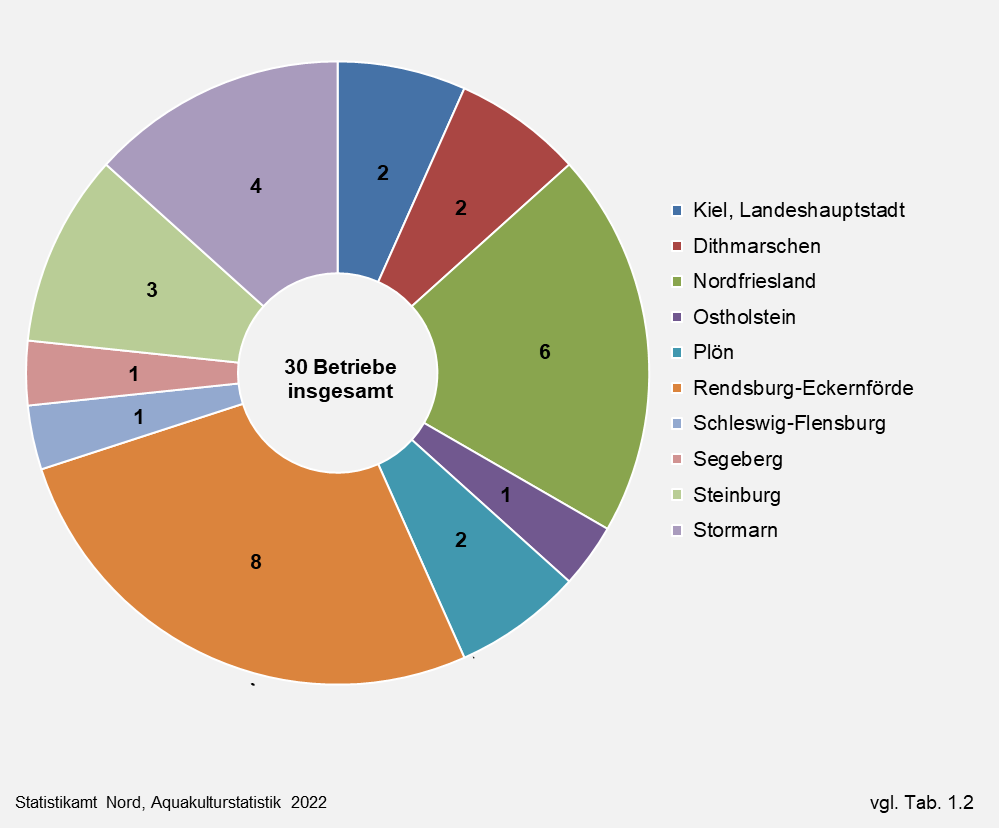 2
2
6
1
2
8
1
1
3
4
30 Betriebe
insgesamt
Kiel, Landeshauptstadt
Dithmarschen
Nordfriesland
Ostholstein
Plön
Rendsburg-Eckernförde
Schleswig-Flensburg
Segeberg
Steinburg
Stormarn
Statistikamt Nord, Aquakulturstatistik 2022
vgl. Tab. 1.2